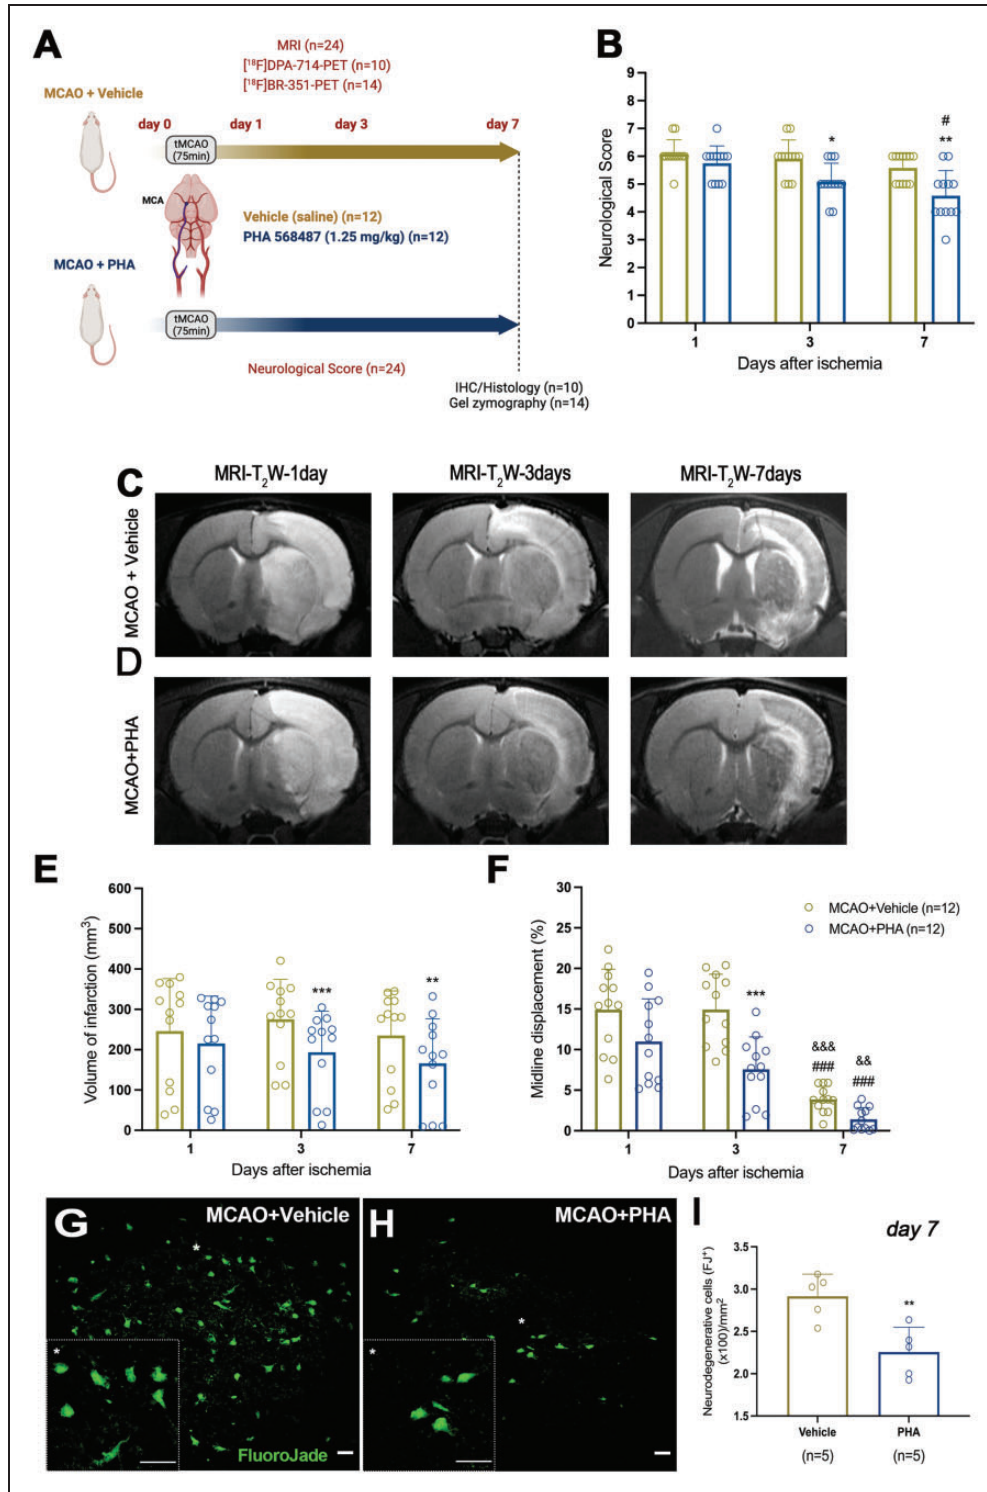 A
MRI (n=24)
[¹⁸F]DPA-714-PET (n=10)
[¹⁸F]BR-351-PET (n=14)
MCAO + Vehicle
day 0
day 1
day 3
day 7
tMCAO
(75min)
MCA
Vehicle (saline) (n=12)
PHA 568487 (1.25 mg/kg) (n=12)
MCAO + PHA
tMCAO
(75min)
Neurological Score (n=24)
IHC/Histology (n=10)
Gel zymography (n=14)
B
Neurological Score
9
8
7
6
5
4
3
2
1
0
*
#
**
1
3
7
Days after ischemia
C
MRI-T₂W-1day
MRI-T₂W-3days
MRI-T₂W-7days
MCAO + Vehicle
D
MCAO+PHA
E
Volume of infarction (mm³)
600
500
400
300
200
100
0
***
**
1
3
7
Days after ischemia
F
Midline displacement (%)
30
25
20
15
10
5
0
MCAO+Vehicle (n=12)
MCAO+PHA (n=12)
***
&&&
###
&&
###
1
3
7
Days after ischemia
G
MCAO+Vehicle
*
*
FluoroJade
H
MCAO+PHA
*
*
I
day 7
Neurodegenerative cells (FJ⁺)
(x100)/mm²
3.5
3.0
2.5
2.0
1.5
**
Vehicle
PHA
(n=5)
(n=5)